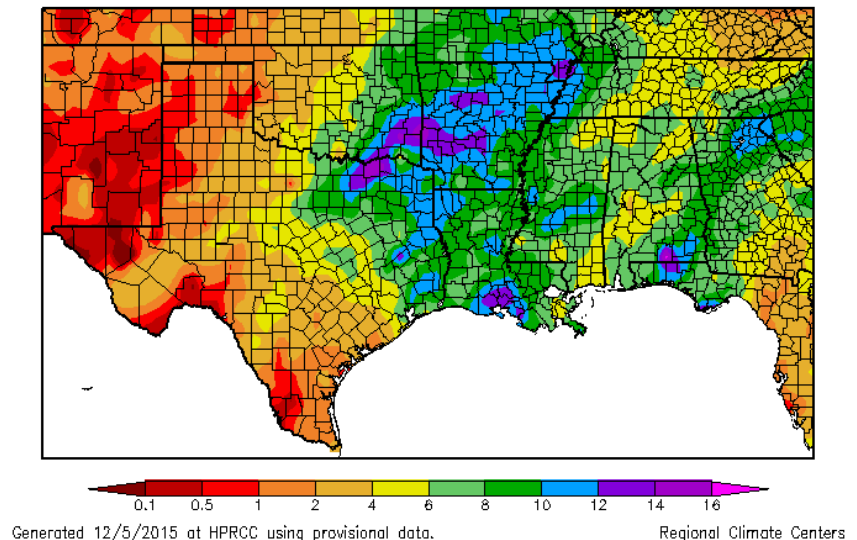 0.1 0.5 1 2 4 6 8 10 12 14 16
Generated 12/5/2015 at HPRCC using provisional data. Regional Climate Centers